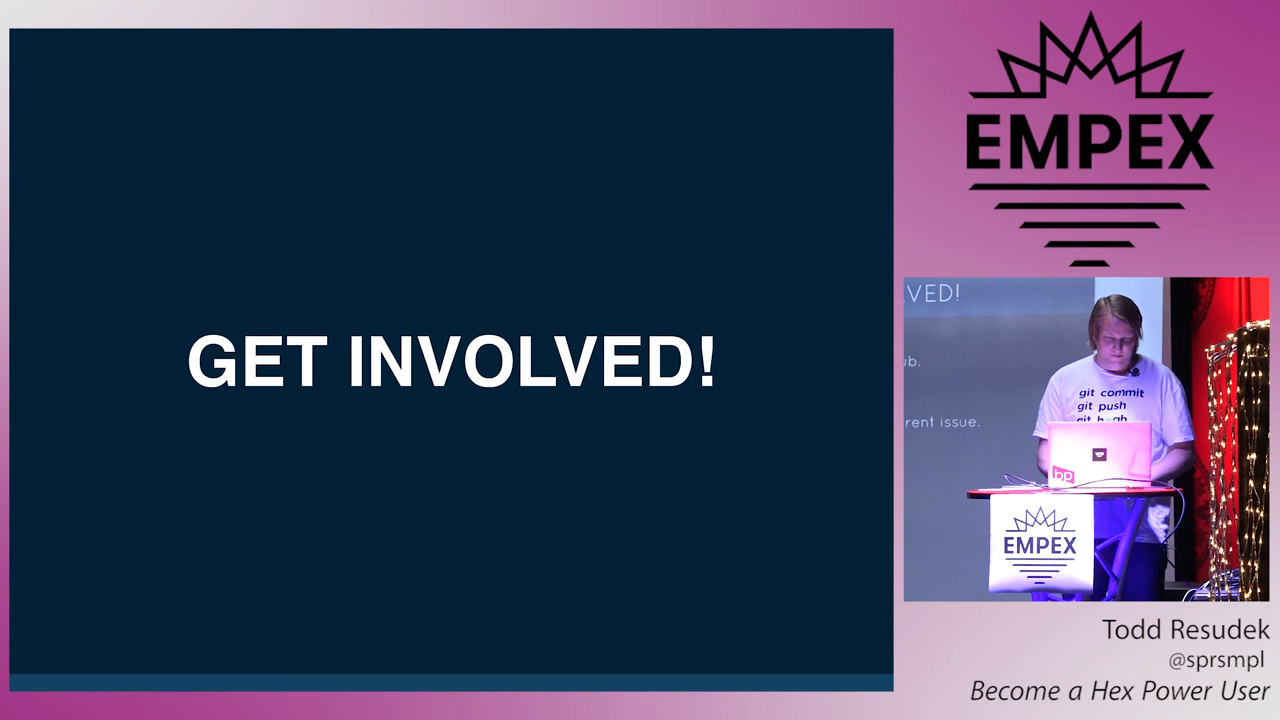 GET INVOLVED!
EMPEX
VED!
ub.
rent issue.
git commit
git push
bp
EMPEX
Todd Resudek
@sprsmpl
Become a Hex Power User